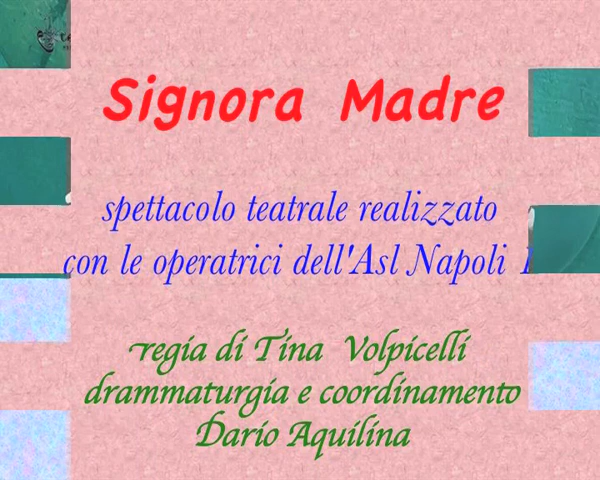 Signora Madre
spettacolo teatrale realizzato
con le operatrici dell'Asl Napoli 1
regia di Tina Volpicelli
drammaturgia e coordinamento
Dario Aquilina